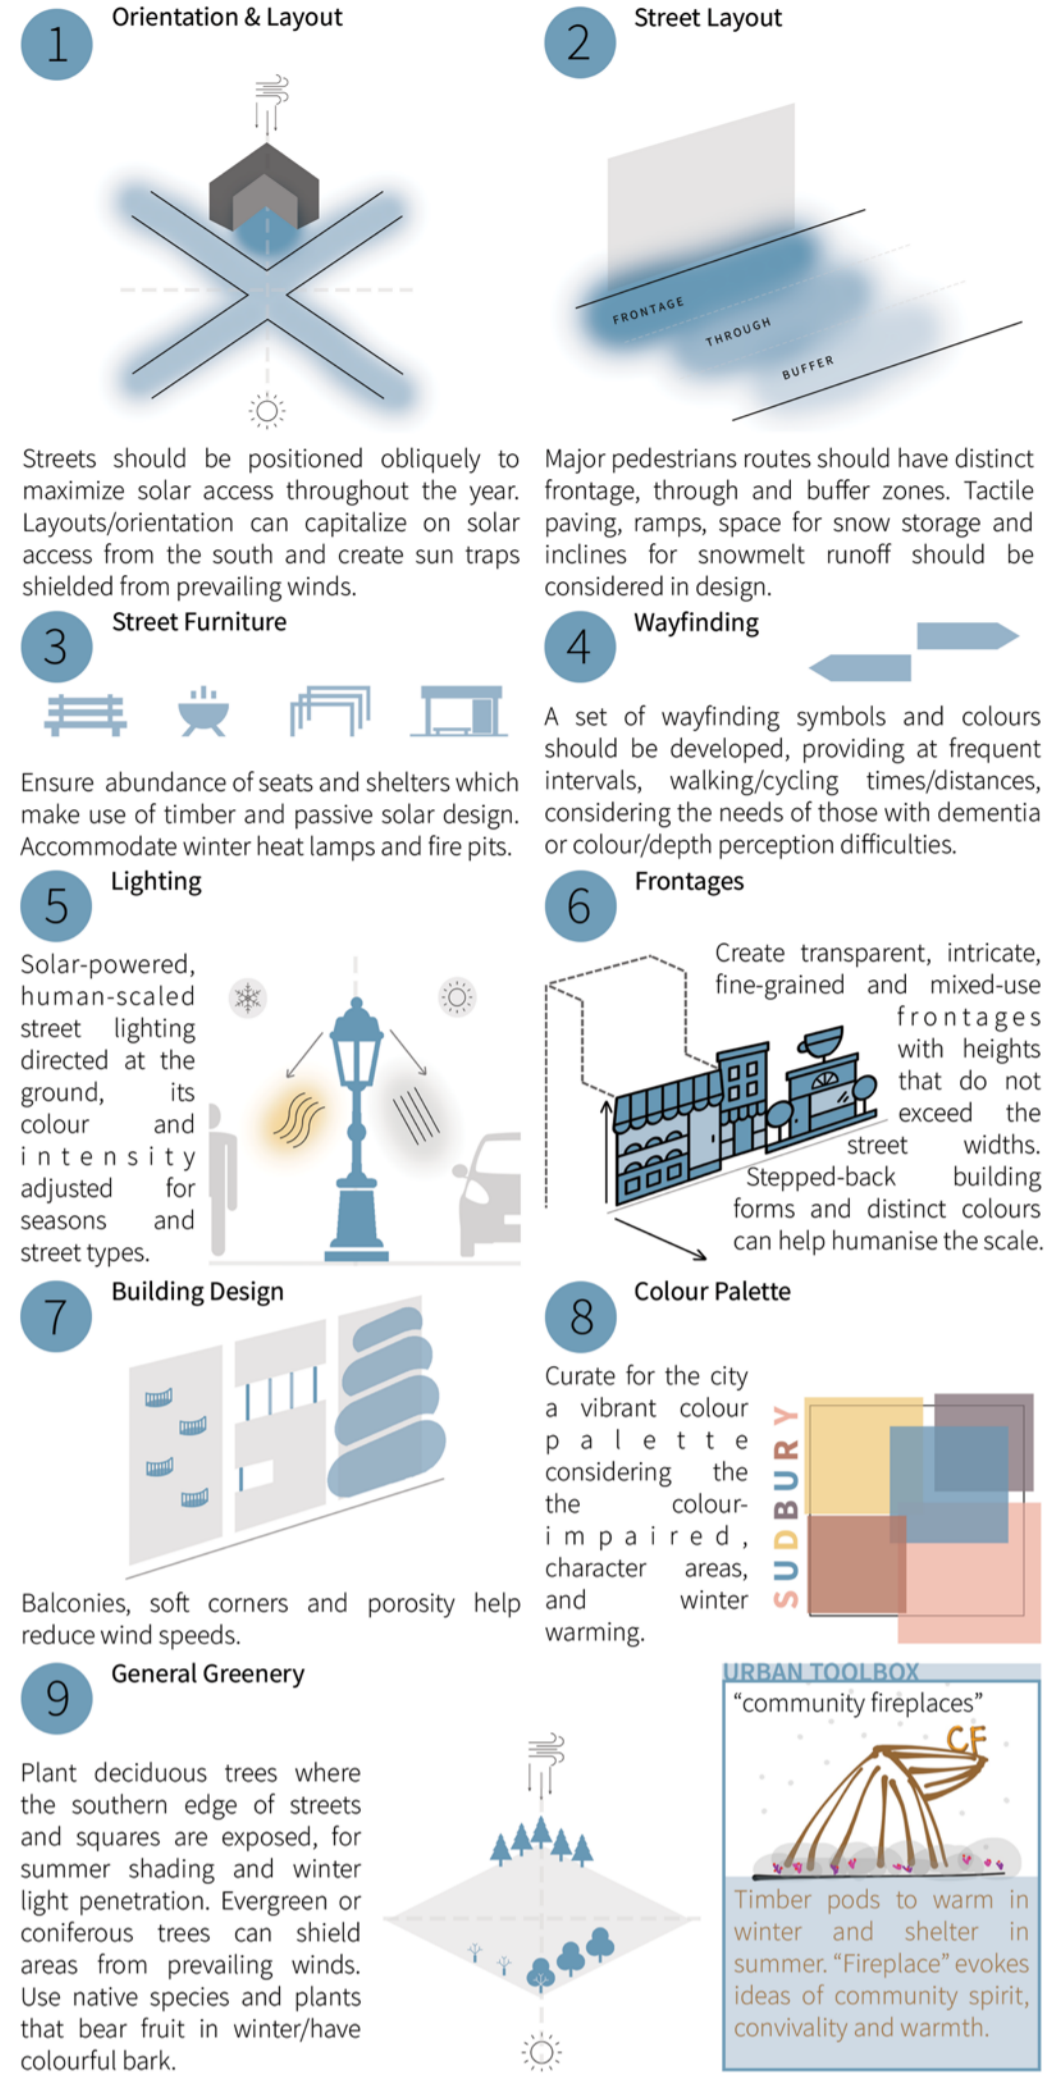 1
Orientation & Layout
Streets should be positioned obliquely to
maximize solar access throughout the year.
Layouts/orientation can capitalize on solar
access from the south and create sun traps
shielded from prevailing winds.
2
Street Layout
FRONTAGE
THROUGH
BUFFER
Major pedestrians routes should have distinct
frontage, through and buffer zones. Tactile
paving, ramps, space for snow storage and
inclines for snowmelt runoff should be
considered in design.
3
Street Furniture
Ensure abundance of seats and shelters which
make use of timber and passive solar design.
Accommodate winter heat lamps and fire pits.
4
Wayfinding
A set of wayfinding symbols and colours
should be developed, providing at frequent
intervals, walking/cycling times/distances,
considering the needs of those with dementia
or colour/depth perception difficulties.
5
Lighting
Solar-powered,
human-scaled
street lighting
directed at the
ground, its
colour and
intensity
adjusted for
seasons and
street types.
6
Frontages
Create transparent, intricate,
fine-grained and mixed-use
frontages
with heights
that do not
exceed the
street widths.
Stepped-back building
forms and distinct colours
can help humanise the scale.
7
Building Design
Balconies, soft corners and porosity help
reduce wind speeds.
8
Colour Palette
Curate for the city
a vibrant colour
palette
considering the
the colour-
impaired,
character areas,
and winter
warming.
SUDBURY
9
General Greenery
Plant deciduous trees where
the southern edge of streets
and squares are exposed, for
summer shading and winter
light penetration. Evergreen or
coniferous trees can shield
areas from prevailing winds.
Use native species and plants
that bear fruit in winter/have
colourful bark.
URBAN TOOLBOX
“community fireplaces”
CF
Timber pods to warm in
winter and shelter in
summer. “Fireplace” evokes
ideas of community spirit,
convivality and warmth.